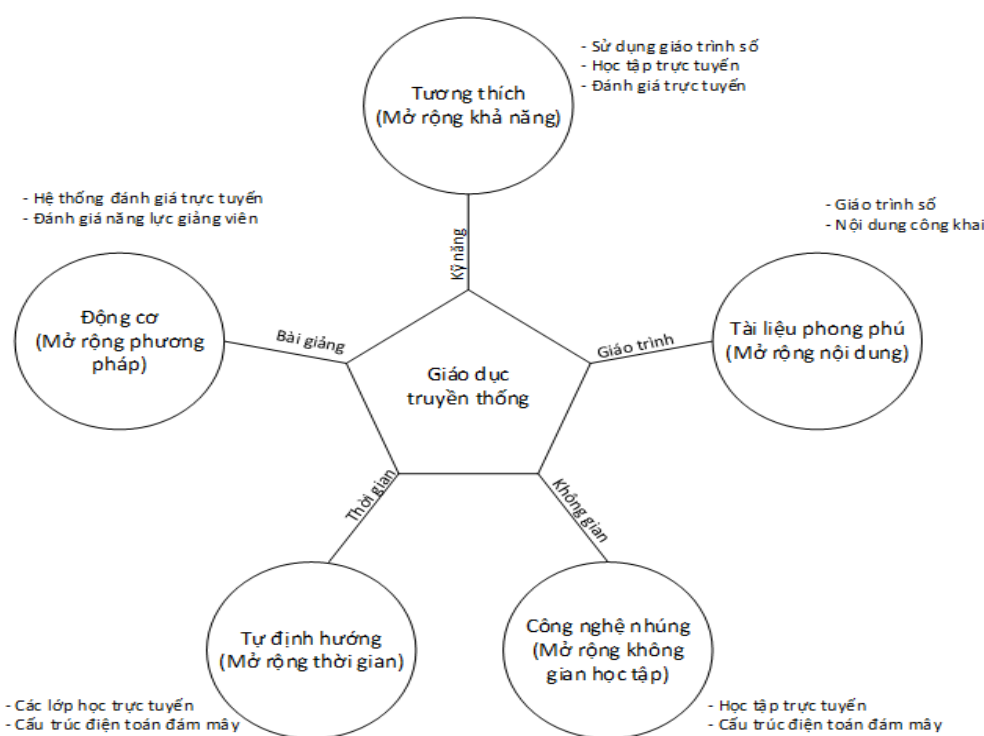 - Sử dụng giáo trình số
- Học tập trực tuyến
- Đánh giá trực tuyến
Tương thích
(Mở rộng khả năng)
- Hệ thống đánh giá trực tuyến
- Đánh giá năng lực giảng viên
- Giáo trình số
- Nội dung công khai
Kỹ năng
Động cơ
(Mở rộng phương
pháp)
Bài giảng
Giáo trình
Tài liệu phong phú
(Mở rộng nội dung)
Giáo dục
truyền thống
Thời gian
Không gian
Tự định hướng
(Mở rộng thời gian)
Công nghệ nhúng
(Mở rộng không
gian học tập)
- Các lớp học trực tuyến
- Cấu trúc điện toán đám mây
- Học tập trực tuyến
- Cấu trúc điện toán đám mây